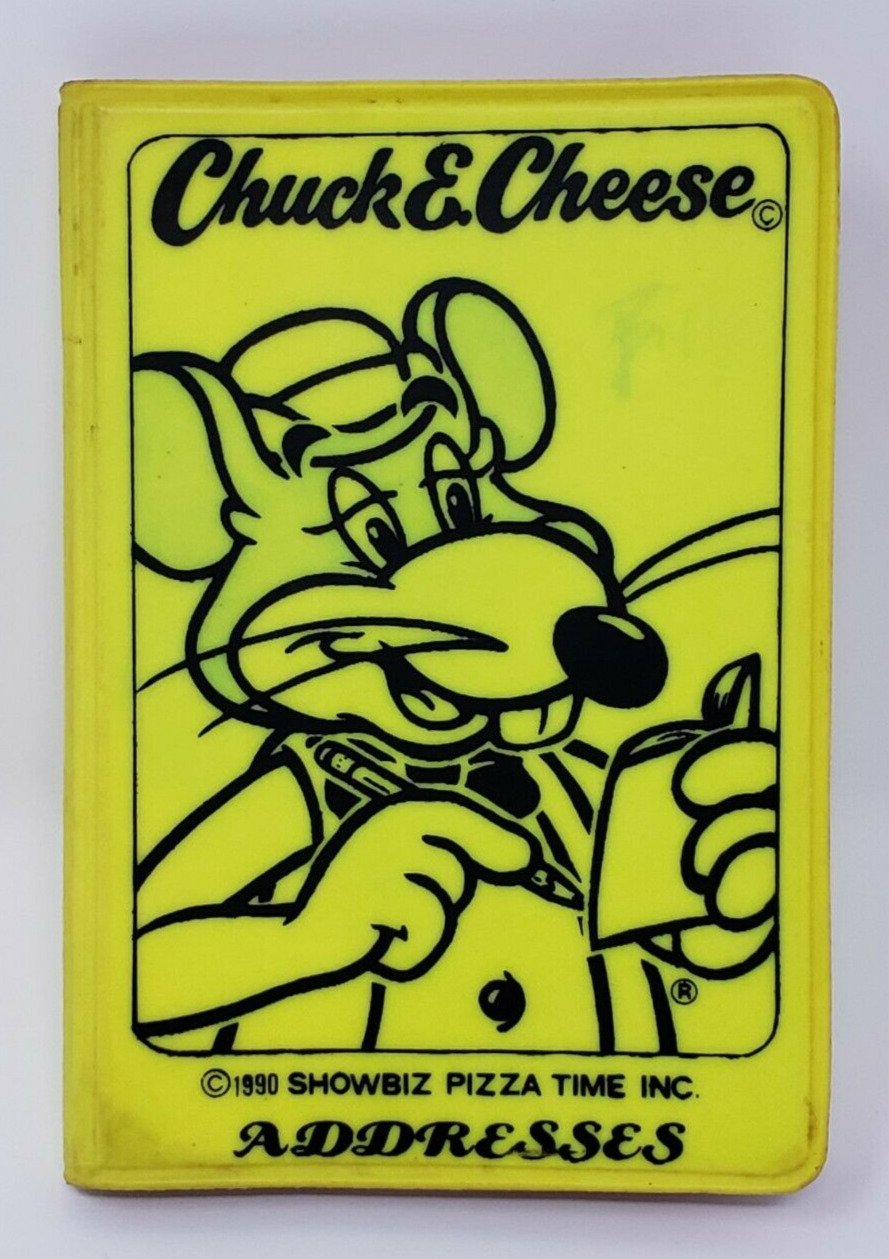 Chuck E. Cheese ©
®
©1990 SHOWBIZ PIZZA TIME INC.
ADDRESSES